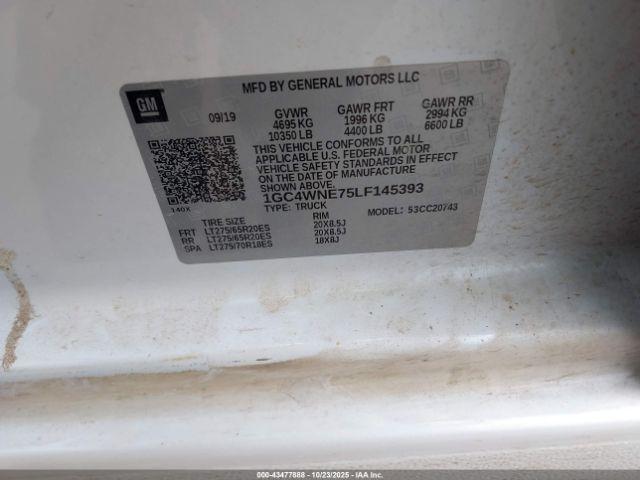 MFD BY GENERAL MOTORS LLC
GM
09/19 GVWR GAWR FRT GAWR RR
4695 KG 1996 KG 2994 KG
10350 LB 4400 LB 6600 LB
THIS VEHICLE CONFORMS TO ALL
APPLICABLE U.S. FEDERAL MOTOR
VEHICLE SAFETY STANDARDS IN EFFECT
ON THE DATE OF MANUFACTURE
SHOWN ABOVE.
1GC4WNE75LF145393
140X TYPE: TRUCK MODEL: 53CC20743
TIRE SIZE RIM
FRT LT275/65R20ES 20X8.5J
RR LT275/65R20ES 20X8.5J
SPA LT275/70R18ES 18X8J
000-43477888 - 10/23/2025 - IAA Inc. - Copyright